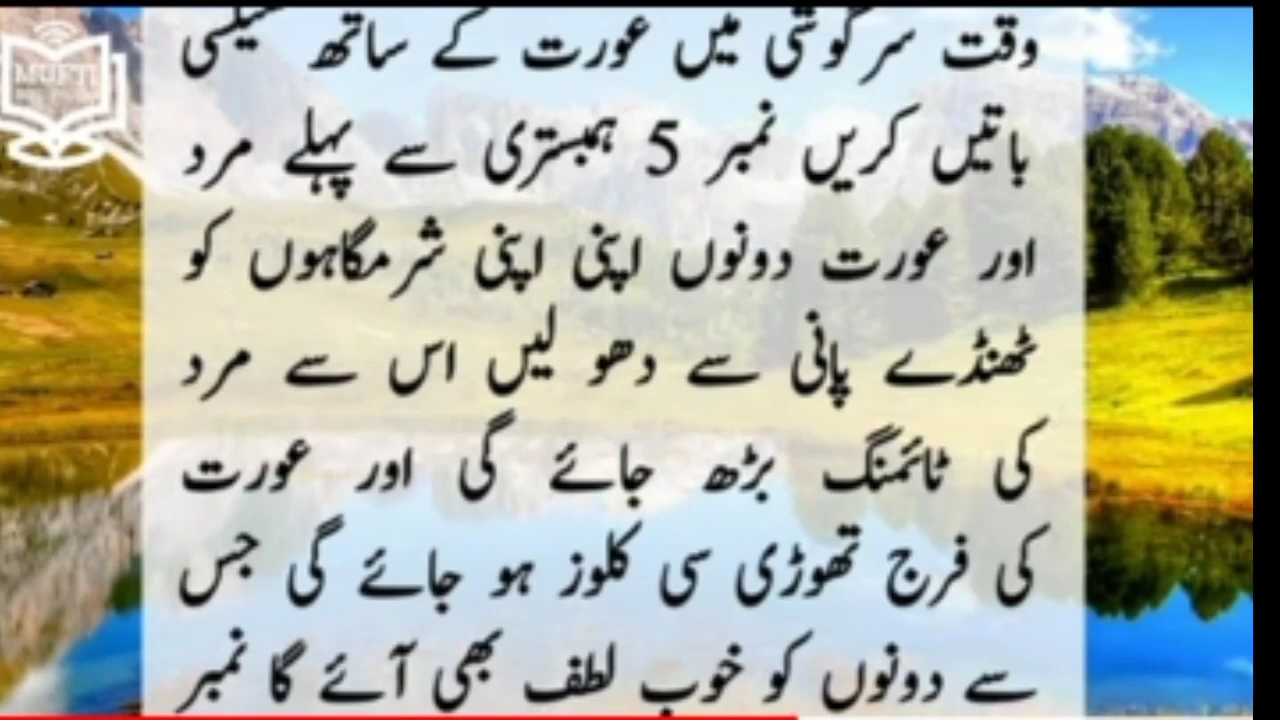 MUFTI
وقت سرگوشی میں عورت کے ساتھ سیکسی
باتیں کریں نمبر 5 ہمبستری سے پہلے مرد
اور عورت دونوں اپنی اپنی شرمگاہوں کو
ٹھنڈے پانی سے دھو لیں اس سے مرد
کی ٹائمنگ بڑھ جائے گی اور عورت
کی فرج تھوڑی سی کلوز ہو جائے گی جس
سے دونوں کو خوب لطف بھی آئے گا نمبر